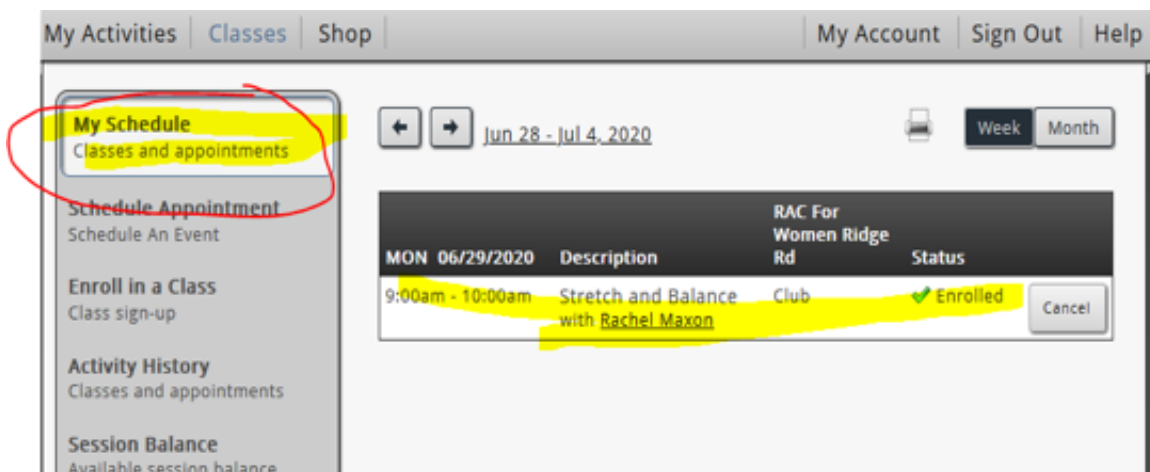 My Activities Classes Shop My Account Sign Out Help
My Schedule
Classes and appointments
Schedule Appointment
Schedule An Event
Enroll in a Class
Class sign-up
Activity History
Classes and appointments
Session Balance
Available session balance
Jun 28 - Jul 4, 2020
Week Month
MON 06/29/2020 Description RAC For Women Ridge Rd Status
9:00am - 10:00am Stretch and Balance with Rachel Maxon Club Enrolled Cancel